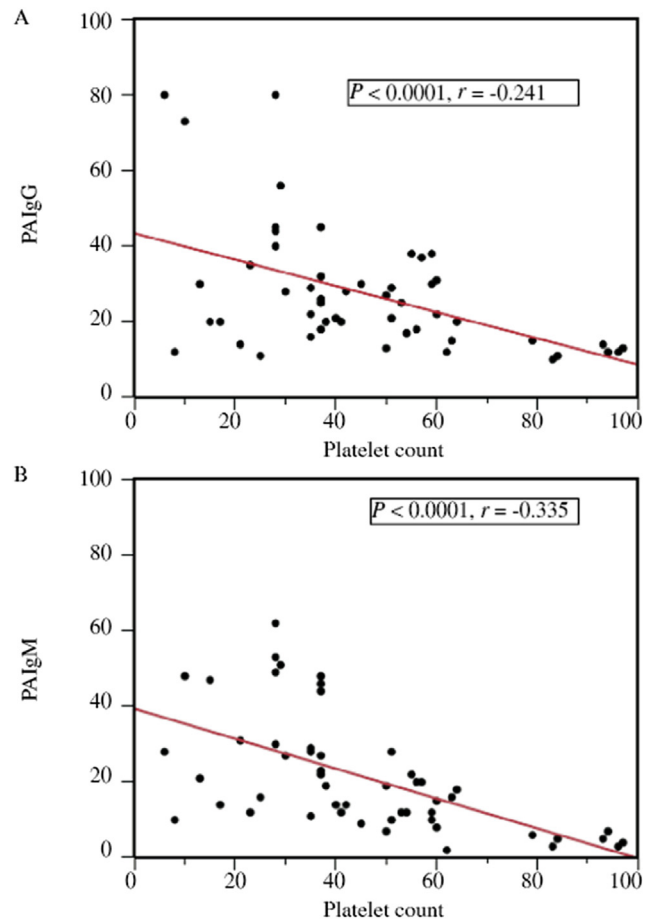 A
100
80
60
40
20
0
PAIgG
P < 0.0001, r = -0.241
0 20 40 60 80 100
Platelet count
B
100
80
60
40
20
0
PAIgM
P < 0.0001, r = -0.335
0 20 40 60 80 100
Platelet count